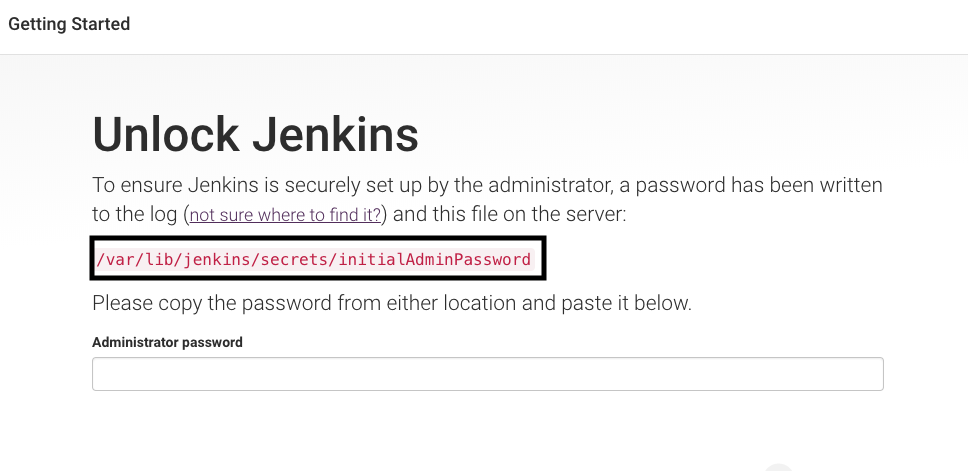 Getting Started
Unlock Jenkins
To ensure Jenkins is securely set up by the administrator, a password has been written
to the log (not sure where to find it?) and this file on the server:
/var/lib/jenkins/secrets/initialAdminPassword
Please copy the password from either location and paste it below.
Administrator password